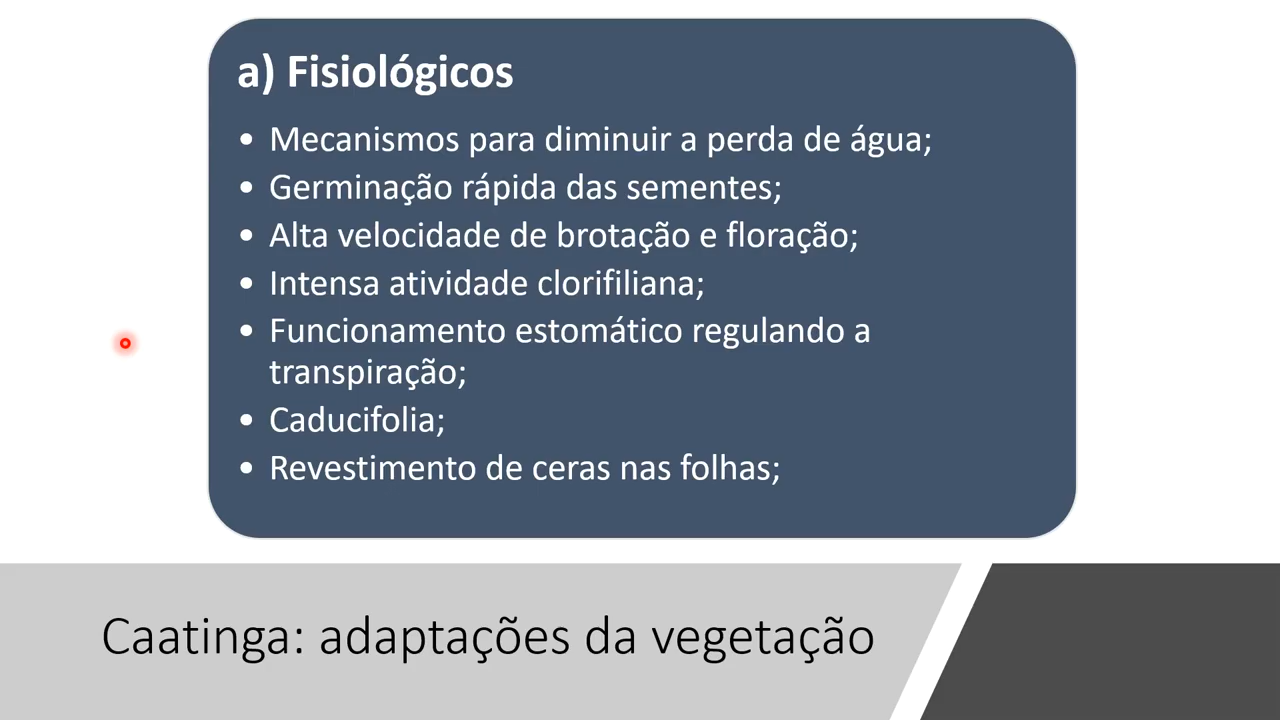 a) Fisiológicos
• Mecanismos para diminuir a perda de água;
• Germinação rápida das sementes;
• Alta velocidade de brotação e floração;
• Intensa atividade clorifiliana;
• Funcionamento estomático regulando a
transpiração;
• Caducifolia;
• Revestimento de ceras nas folhas;
Caatinga: adaptações da vegetação